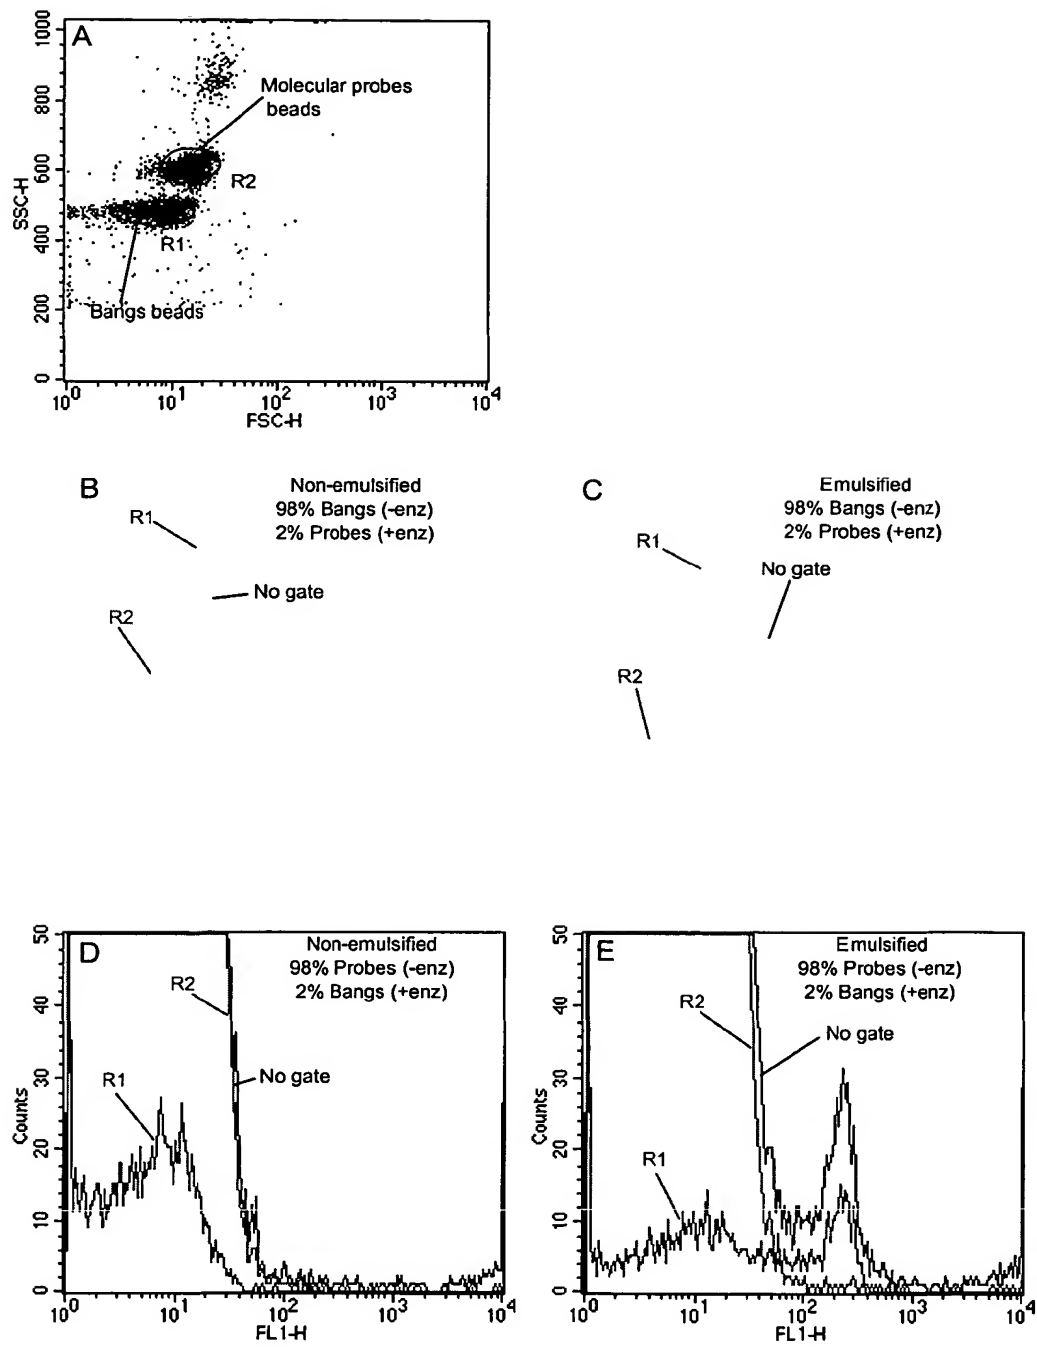 A
1000
800
600
400
200
0
SSC-H
Molecular probes
beads
R2
R1
Bangs beads
10^0 10^1 10^2 10^3 10^4
FSC-H
B
Non-emulsified
98% Bangs (-enz)
2% Probes (+enz)
R1
No gate
R2
C
Emulsified
98% Bangs (-enz)
2% Probes (+enz)
R1
No gate
R2
D
Non-emulsified
98% Probes (-enz)
2% Bangs (+enz)
R2
No gate
R1
50
40
30
20
10
0
Counts
10^0 10^1 10^2 10^3 10^4
FL1-H
E
Emulsified
98% Probes (-enz)
2% Bangs (+enz)
R2
No gate
R1
50
40
30
20
10
0
Counts
10^0 10^1 10^2 10^3 10^4
FL1-H